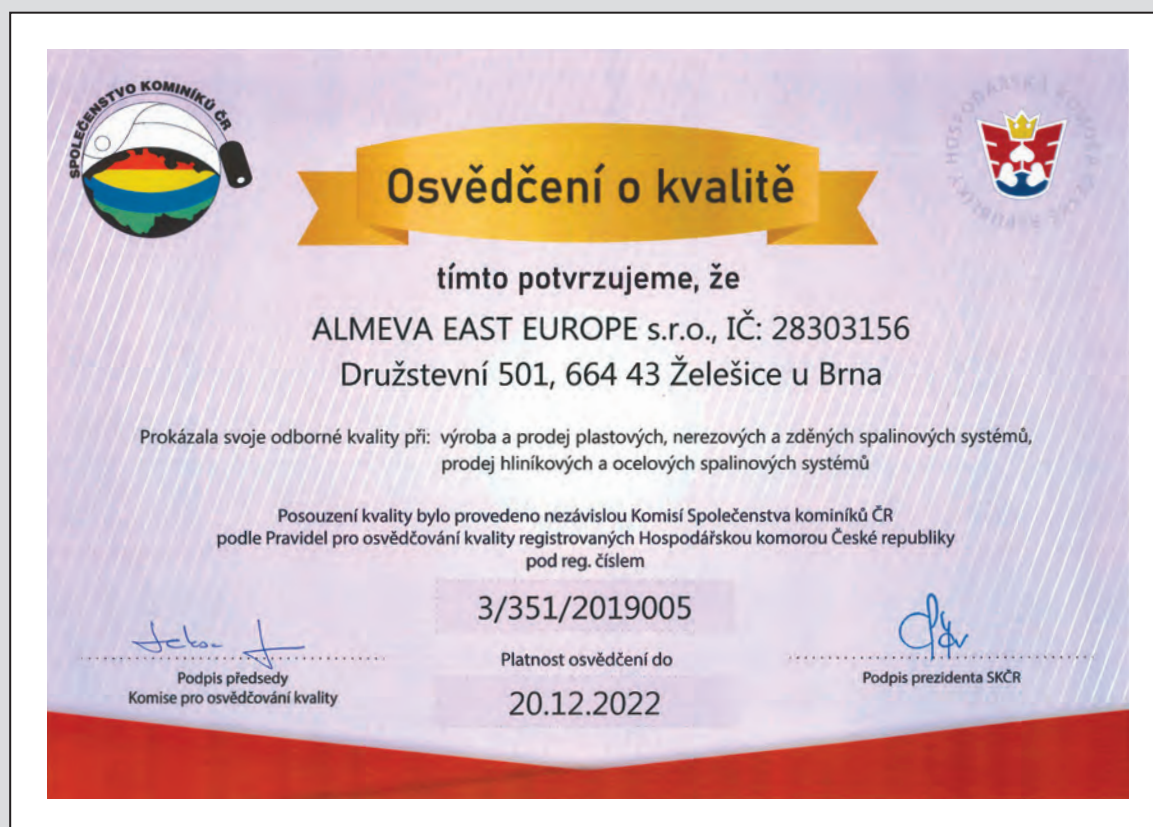 SPOLEČENSTVO KOMINÍKŮ ČR
HOSPODÁŘSKÁ KOMORA ČESKÉ REPUBLIKY
Osvědčení o kvalitě
tímto potvrzujeme, že
ALMEVA EAST EUROPE s.r.o., IČ: 28303156
Družstevní 501, 664 43 Želešice u Brna
Prokázala svoje odborné kvality při: výroba a prodej plastových, nerezových a zděných spalinových systémů,
prodej hliníkových a ocelových spalinových systémů
Posouzení kvality bylo provedeno nezávislou Komisí Společenstva kominíků ČR
podle Pravidel pro osvědčování kvality registrovaných Hospodářskou komorou České republiky
pod reg. číslem
3/351/2019005
Platnost osvědčení do
20.12.2022
Podpis předsedy
Komise pro osvědčování kvality
Podpis prezidenta SKČR